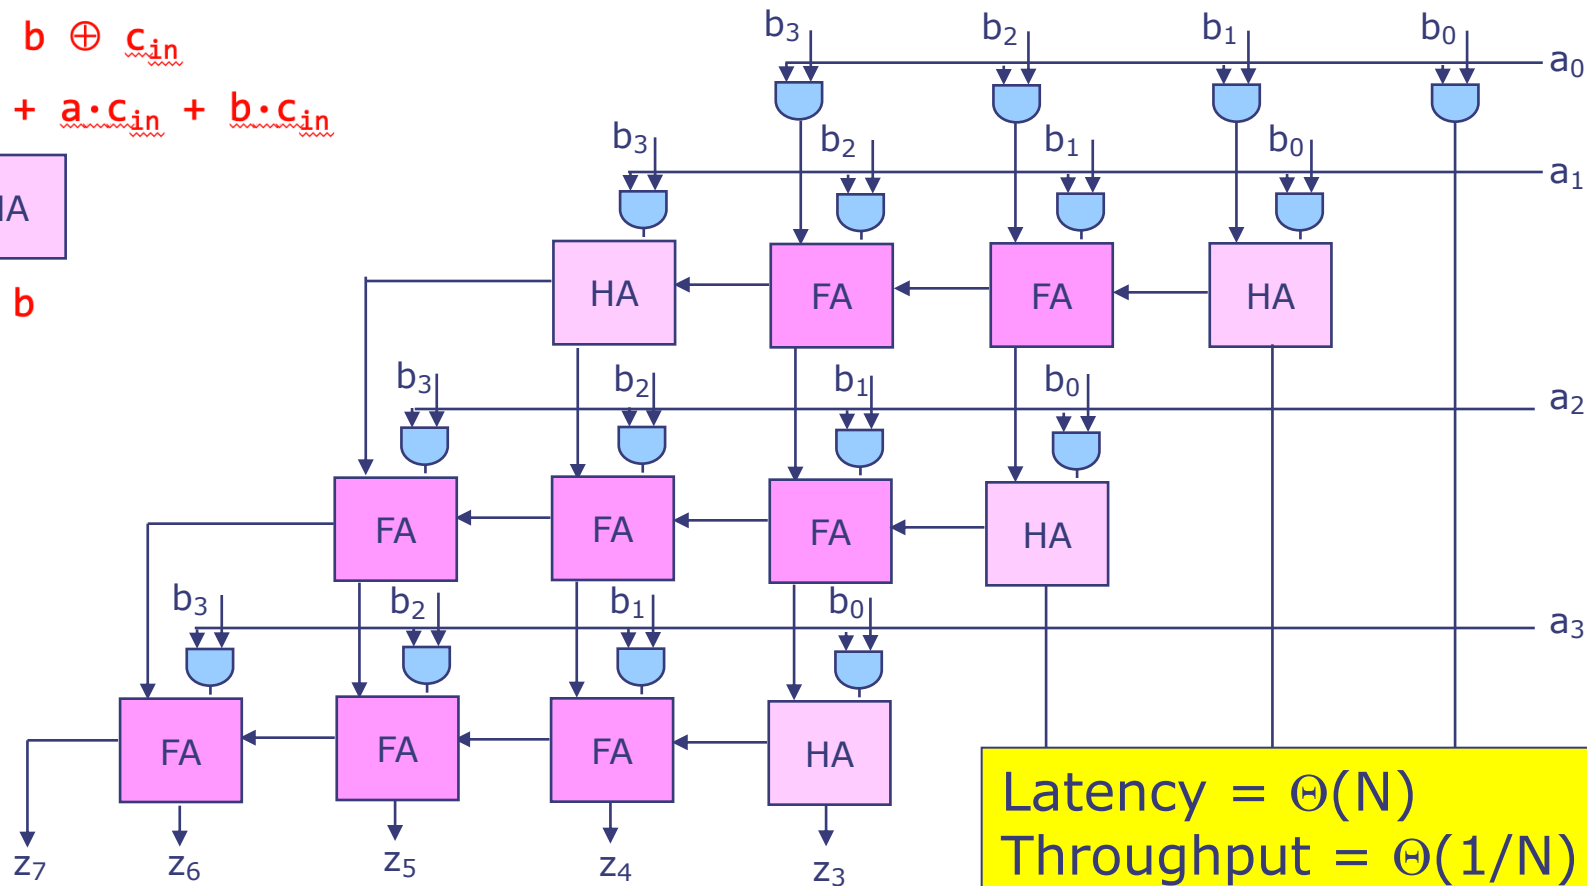 b ⊕ cᵢₙ
+ a·cᵢₙ + b·cᵢₙ
b
b₃ b₂ b₁ b₀ a₀
b₃ b₂ b₁ b₀ a₁
HA FA FA HA
b₃ b₂ b₁ b₀ a₂
FA FA FA HA
b₃ b₂ b₁ b₀ a₃
FA FA FA HA
z₇ z₆ z₅ z₄ z₃
Latency = Θ(N)
Throughput = Θ(1/N)